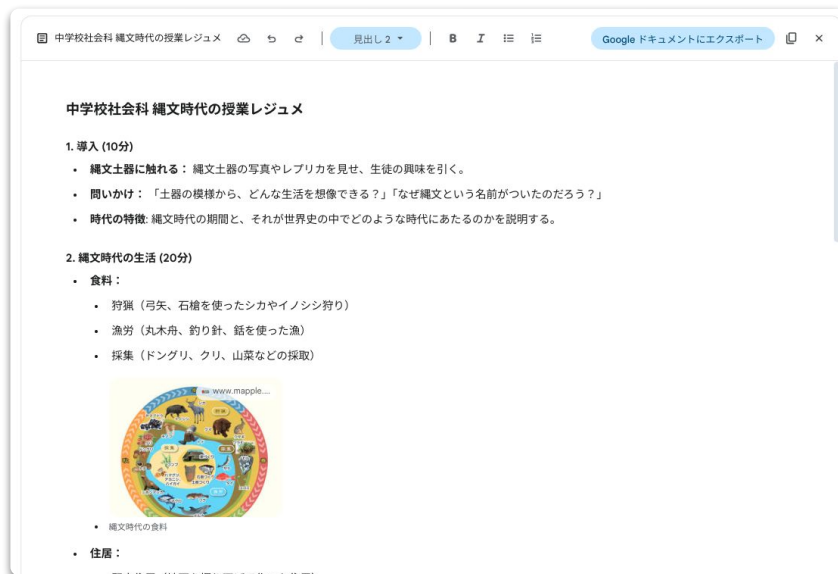 中学校社会科 縄文時代の授業レジュメ
見出し 2
B I
Google ドキュメントにエクスポート
中学校社会科 縄文時代の授業レジュメ
1. 導入 (10分)
• 縄文土器に触れる： 縄文土器の写真やレプリカを見せ、生徒の興味を引く。
• 問いかけ： 「土器の模様から、どんな生活を想像できる？」「なぜ縄文という名前がついたのだろう？」
• 時代の特徴: 縄文時代の期間と、それが世界史の中でどのような時代にあたるのかを説明する。
2. 縄文時代の生活 (20分)
• 食料：
• 狩猟（弓矢、石槍を使ったシカやイノシシ狩り）
• 漁労（丸木舟、釣り針、銛を使った漁）
• 採集（ドングリ、クリ、山菜などの採取）
www.mapple....
• 縄文時代の食料
• 住居：